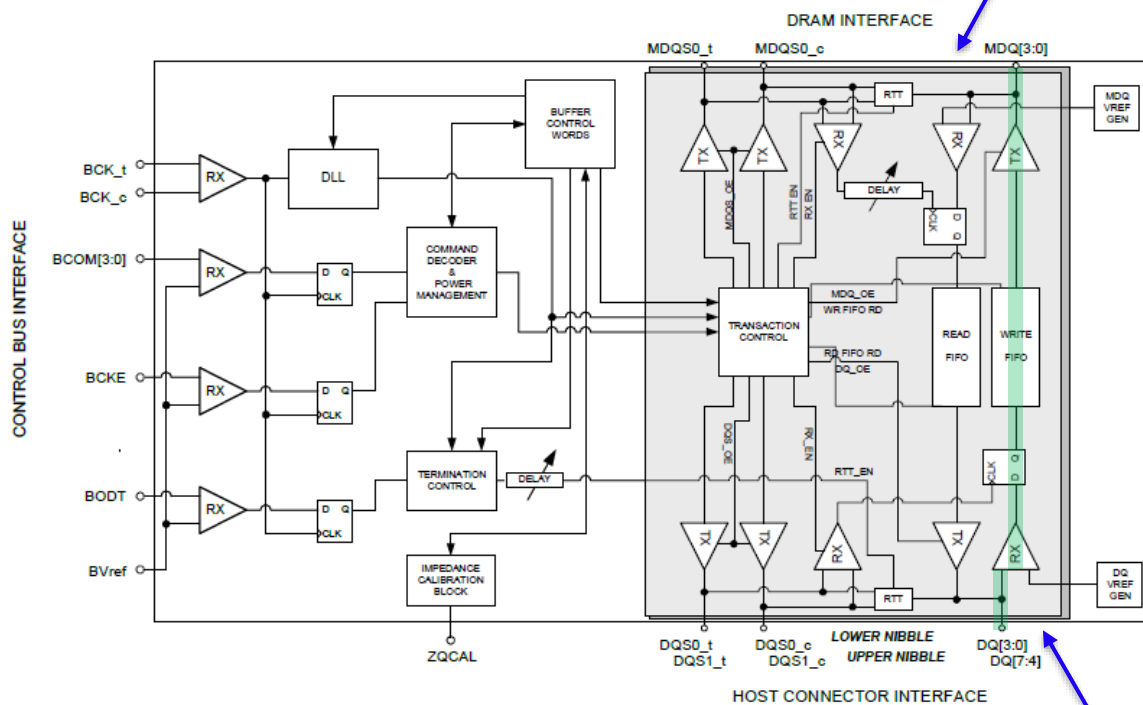 DRAM INTERFACE
MDQS0_t
MDQS0_c
MDQ[3:0]
CONTROL BUS INTERFACE
BCK_t
BCK_c
RX
DLL
BUFFER
CONTROL
WORDS
RTT
TX
TX
RX
RX
TX
MDQ
VREF
GEN
DELAY
MDQS_OE
RTT EN
RX EN
CLK
D Q
BCOM[3:0]
RX
D Q
CLK
COMMAND
DECODER
&
POWER
MANAGEMENT
TRANSACTION
CONTROL
MDQ_OE
WR FIFO RD
RD FIFO RD
DQ_OE
READ
FIFO
WRITE
FIFO
BCKE
RX
D Q
CLK
DQS_OE
RX_EN
BODT
RX
D Q
CLK
TERMINATION
CONTROL
DELAY
RTT_EN
CLK
D Q
BVref
IMPEDANCE
CALIBRATION
BLOCK
TX
TX
RX
TX
RX
RTT
DQ
VREF
GEN
ZQCAL
DQS0_t
DQS1_t
DQS0_c
DQS1_c
LOWER NIBBLE
UPPER NIBBLE
DQ[3:0]
DQ[7:4]
HOST CONNECTOR INTERFACE